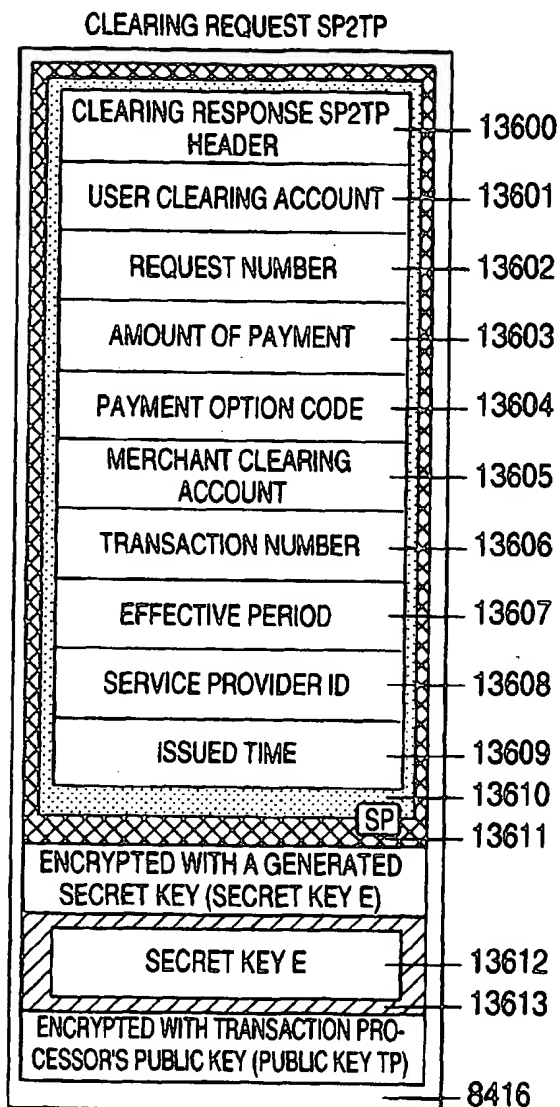 CLEARING REQUEST SP2TP
CLEARING RESPONSE SP2TP
HEADER
13600
USER CLEARING ACCOUNT
13601
REQUEST NUMBER
13602
AMOUNT OF PAYMENT
13603
PAYMENT OPTION CODE
13604
MERCHANT CLEARING
ACCOUNT
13605
TRANSACTION NUMBER
13606
EFFECTIVE PERIOD
13607
SERVICE PROVIDER ID
13608
ISSUED TIME
13609
13610
SP
13611
ENCRYPTED WITH A GENERATED
SECRET KEY (SECRET KEY E)
SECRET KEY E
13612
13613
ENCRYPTED WITH TRANSACTION PRO-
CESSOR'S PUBLIC KEY (PUBLIC KEY TP)
8416